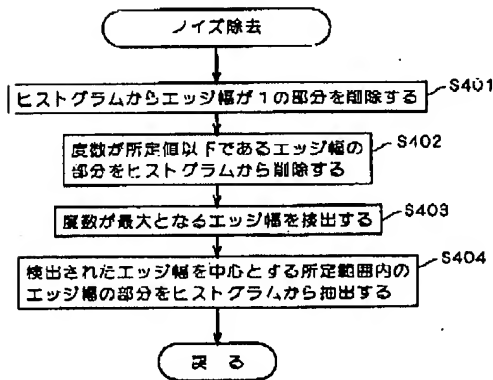 ノイズ除去
ヒストグラムからエッジ幅が1の部分を削除する
S401
度数が所定値以下であるエッジ幅の
部分をヒストグラムから削除する
S402
度数が最大となるエッジ幅を検出する
S403
検出されたエッジ幅を中心とする所定範囲内の
エッジ幅の部分をヒストグラムから抽出する
S404
戻る